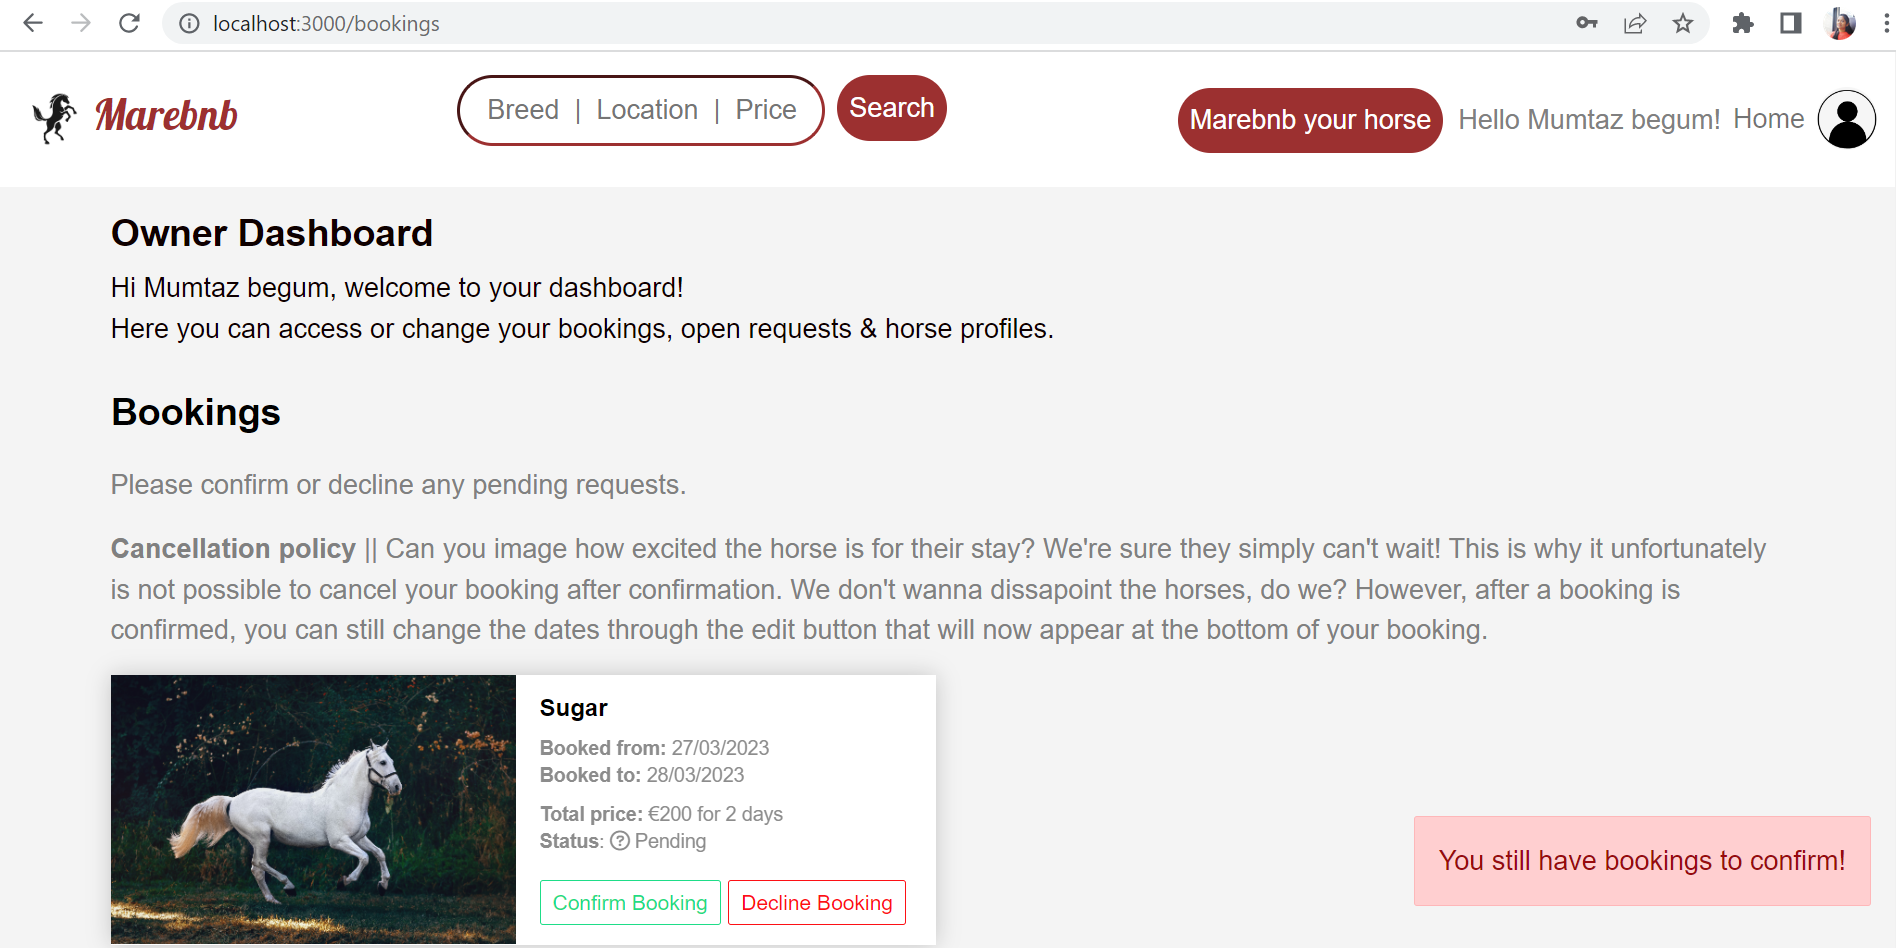 localhost:3000/bookings
Marebnb
Breed | Location | Price
Search
Marebnb your horse
Hello Mumtaz begum!
Home
Owner Dashboard
Hi Mumtaz begum, welcome to your dashboard!
Here you can access or change your bookings, open requests & horse profiles.
Bookings
Please confirm or decline any pending requests.
Cancellation policy || Can you image how excited the horse is for their stay? We're sure they simply can't wait! This is why it unfortunately
is not possible to cancel your booking after confirmation. We don't wanna dissapoint the horses, do we? However, after a booking is
confirmed, you can still change the dates through the edit button that will now appear at the bottom of your booking.
Sugar
Booked from: 27/03/2023
Booked to: 28/03/2023
Total price: €200 for 2 days
Status: Pending
Confirm Booking
Decline Booking
You still have bookings to confirm!